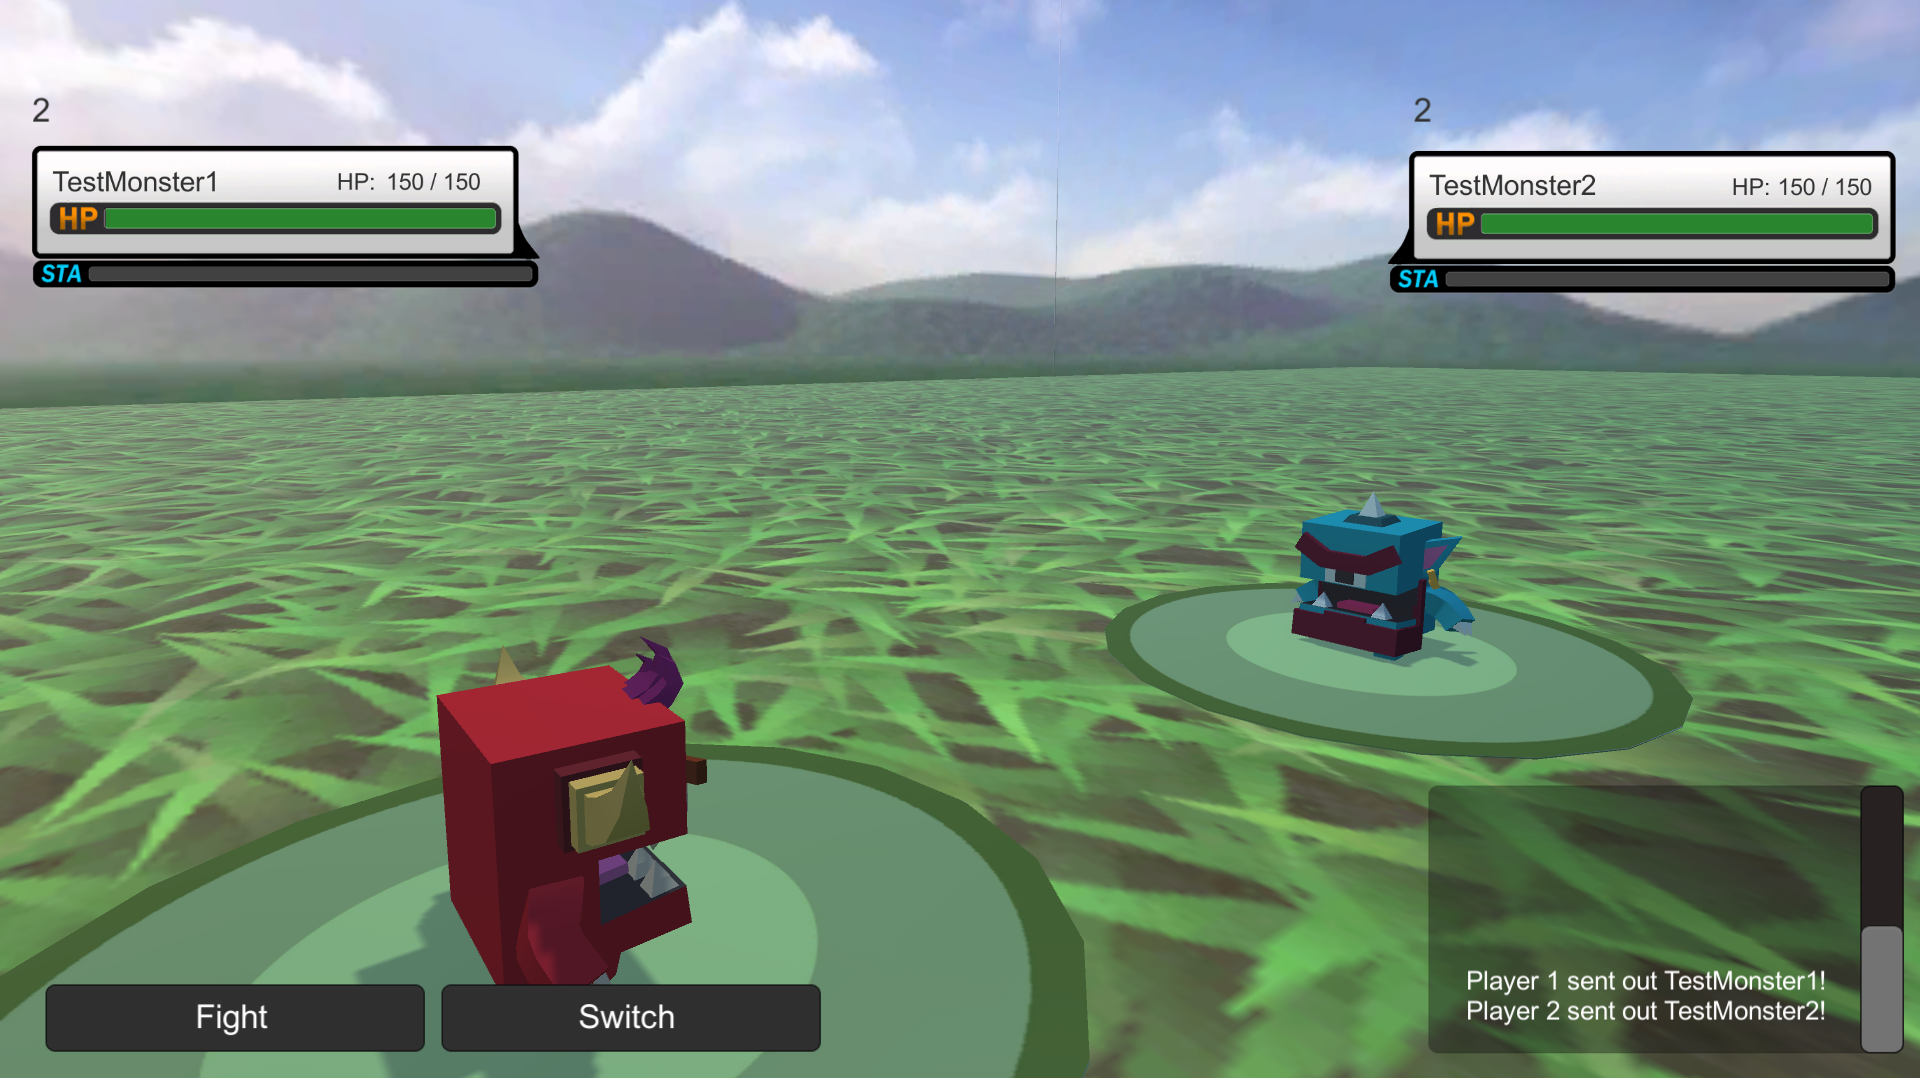 2
TestMonster1 HP: 150 / 150
HP
STA
2
TestMonster2 HP: 150 / 150
HP
STA
Player 1 sent out TestMonster1!
Player 2 sent out TestMonster2!
Fight
Switch